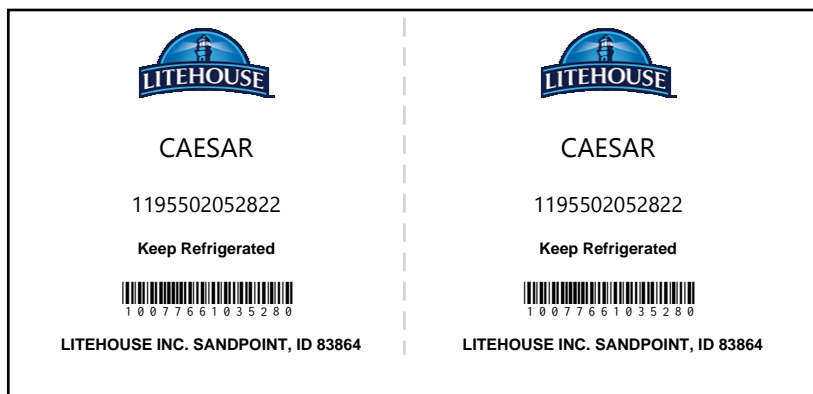 LITEHOUSE
CAESAR
1195502052822
Keep Refrigerated
10077661035280
LITEHOUSE INC. SANDPOINT, ID 83864
LITEHOUSE
CAESAR
1195502052822
Keep Refrigerated
10077661035280
LITEHOUSE INC. SANDPOINT, ID 83864